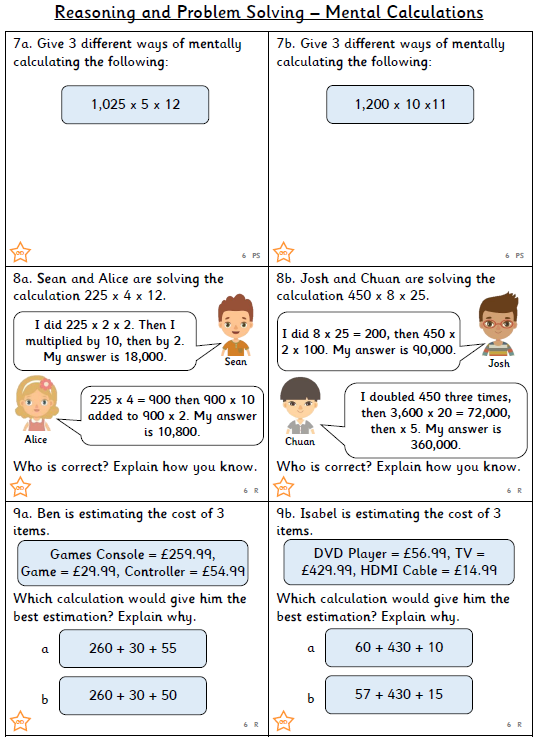 Reasoning and Problem Solving – Mental Calculations
7a. Give 3 different ways of mentally
calculating the following:
1,025 x 5 x 12
6 PS
7b. Give 3 different ways of mentally
calculating the following:
1,200 x 10 x11
6 PS
8a. Sean and Alice are solving the
calculation 225 x 4 x 12.
I did 225 x 2 x 2. Then I
multiplied by 10, then by 2.
My answer is 18,000.
Sean
225 x 4 = 900 then 900 x 10
added to 900 x 2. My answer
is 10,800.
Alice
Who is correct? Explain how you know.
6 R
8b. Josh and Chuan are solving the
calculation 450 x 8 x 25.
I did 8 x 25 = 200, then 450 x
2 x 100. My answer is 90,000.
Josh
I doubled 450 three times,
then 3,600 x 20 = 72,000,
then x 5. My answer is
360,000.
Chuan
Who is correct? Explain how you know.
6 R
9a. Ben is estimating the cost of 3
items.
Games Console = £259.99,
Game = £29.99, Controller = £54.99
Which calculation would give him the
best estimation? Explain why.
a 260 + 30 + 55
b 260 + 30 + 50
6 R
9b. Isabel is estimating the cost of 3
items.
DVD Player = £56.99, TV =
£429.99, HDMI Cable = £14.99
Which calculation would give him the
best estimation? Explain why.
a 60 + 430 + 10
b 57 + 430 + 15
6 R